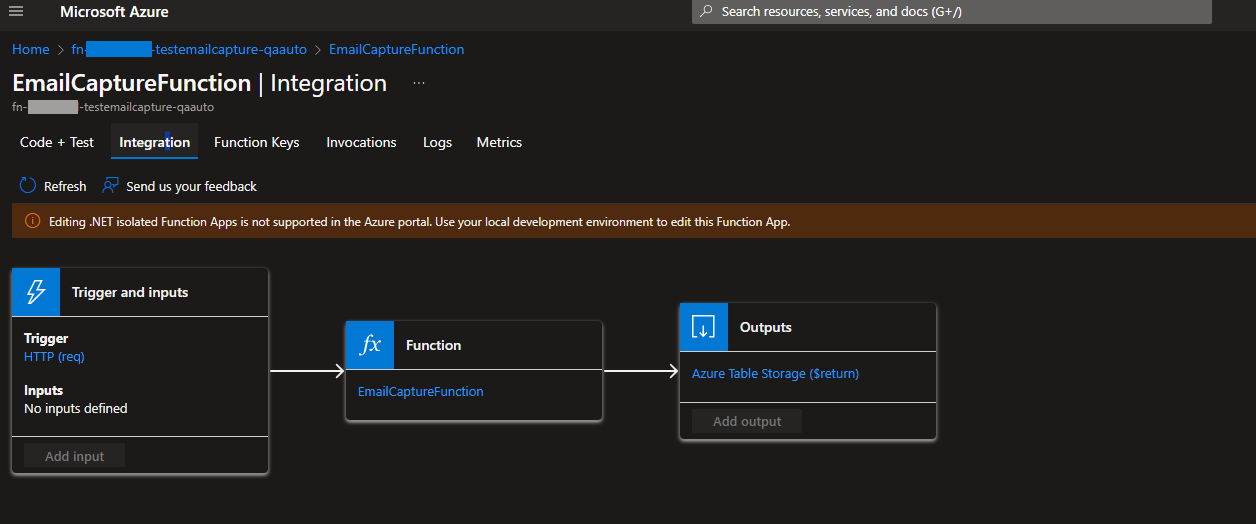 Microsoft Azure
Search resources, services, and docs (G+/)
Home > fn- -testemailcapture-qaauto > EmailCaptureFunction
EmailCaptureFunction | Integration ...
fn- -testemailcapture-qaauto
Code + Test Integration Function Keys Invocations Logs Metrics
Refresh Send us your feedback
Editing .NET isolated Function Apps is not supported in the Azure portal. Use your local development environment to edit this Function App.
Trigger and inputs
Trigger
HTTP (req)
Inputs
No inputs defined
Add input
fx Function
EmailCaptureFunction
Outputs
Azure Table Storage ($return)
Add output